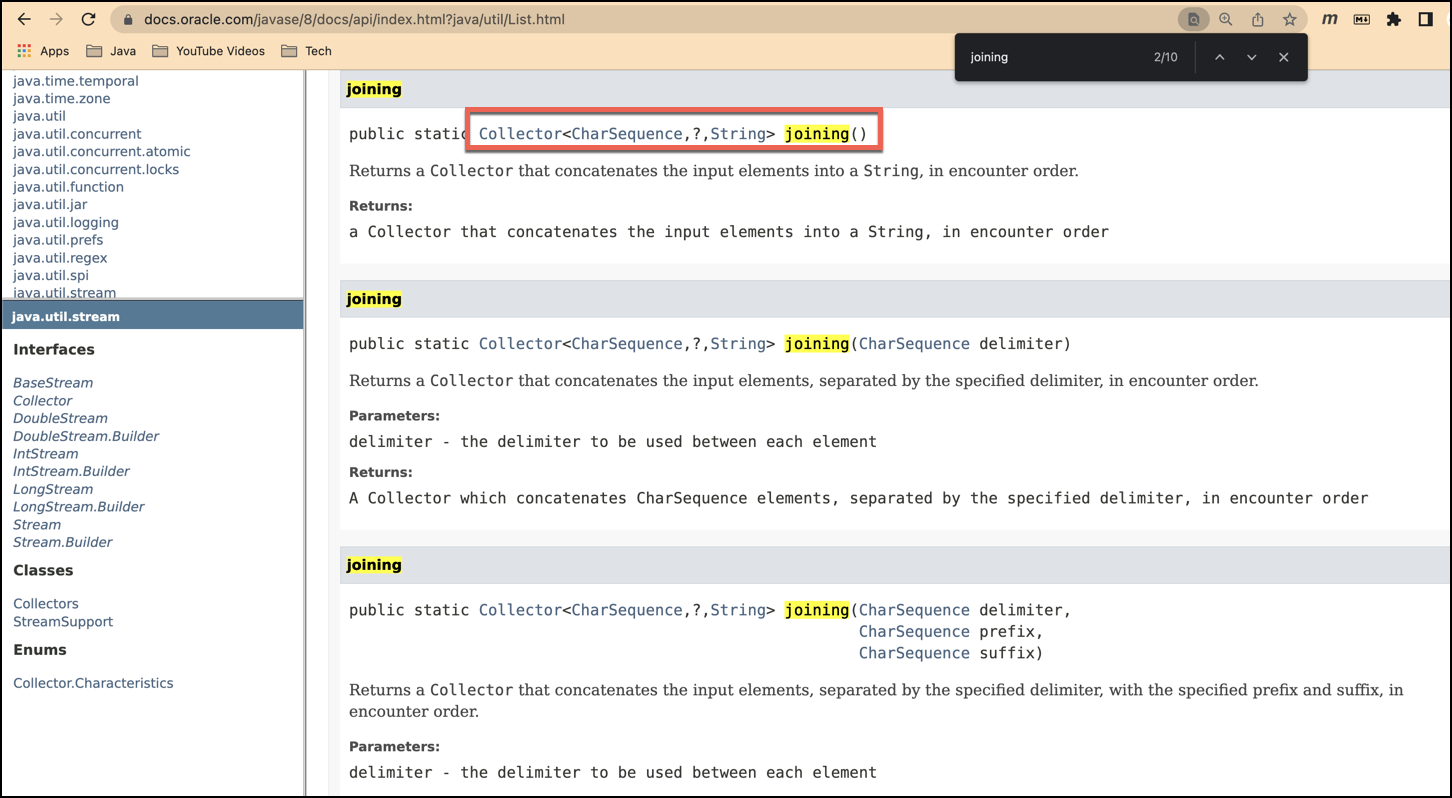 docs.oracle.com/javase/8/docs/api/index.html?java/util/List.html
m
Apps Java YouTube Videos Tech
joining 2/10
java.time.temporal
java.time.zone
java.util
java.util.concurrent
java.util.concurrent.atomic
java.util.concurrent.locks
java.util.function
java.util.jar
java.util.logging
java.util.prefs
java.util.regex
java.util.spi
java.util.stream
java.util.stream
Interfaces
BaseStream
Collector
DoubleStream
DoubleStream.Builder
IntStream
IntStream.Builder
LongStream
LongStream.Builder
Stream
Stream.Builder
Classes
Collectors
StreamSupport
Enums
Collector.Characteristics
joining
public static Collector<CharSequence,?,String> joining()
Returns a Collector that concatenates the input elements into a String, in encounter order.
Returns:
a Collector that concatenates the input elements into a String, in encounter order
joining
public static Collector<CharSequence,?,String> joining(CharSequence delimiter)
Returns a Collector that concatenates the input elements, separated by the specified delimiter, in encounter order.
Parameters:
delimiter - the delimiter to be used between each element
Returns:
A Collector which concatenates CharSequence elements, separated by the specified delimiter, in encounter order
joining
public static Collector<CharSequence,?,String> joining(CharSequence delimiter,
CharSequence prefix,
CharSequence suffix)
Returns a Collector that concatenates the input elements, separated by the specified delimiter, with the specified prefix and suffix, in
encounter order.
Parameters:
delimiter - the delimiter to be used between each element